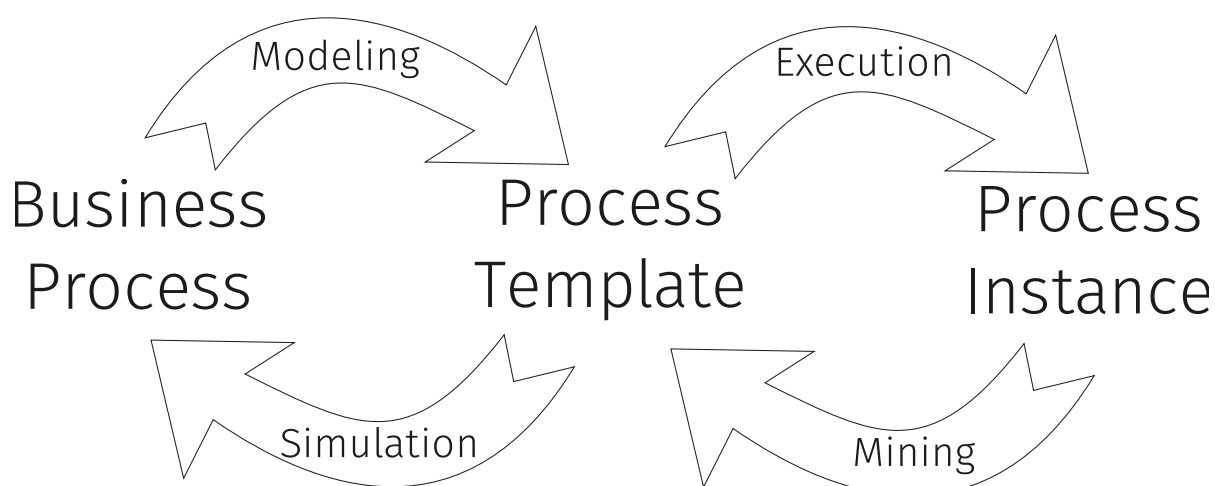 Modeling
Execution
Business
Process
Process
Template
Process
Instance
Simulation
Mining